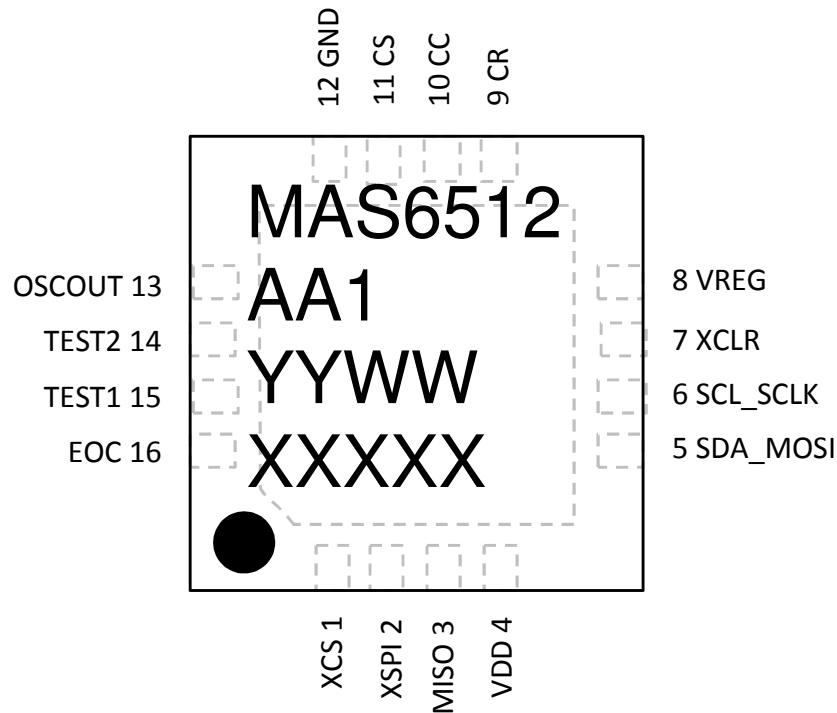 12 GND
11 CS
10 CC
9 CR
MAS6512
AA1
YYWW
XXXXX
OSCOUT 13
TEST2 14
TEST1 15
EOC 16
8 VREG
7 XCLR
6 SCL_SCLK
5 SDA_MOSI
XCS 1
XSPI 2
MISO 3
VDD 4